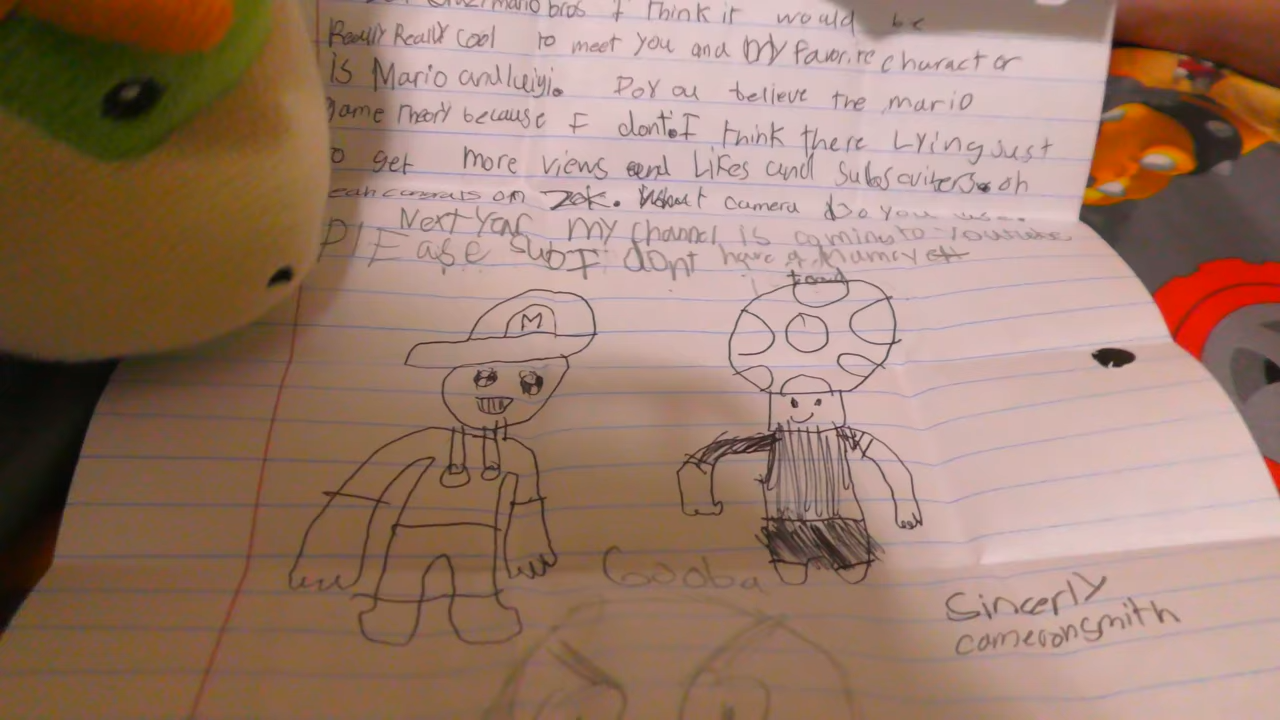 mario bros I think it would be
Really Really cool to meet you and my favorite charactor
is Mario and luigi. Do you believe the mario
game Theory because I dont. I think there Lying Just
to get more views and Likes and Subscribers. oh
on 20k. What camera do you use.
Next year my channel is coming to youtube
PlEase sub I dont have a
toad
M
Gooba
Sincerly
cameronsmith